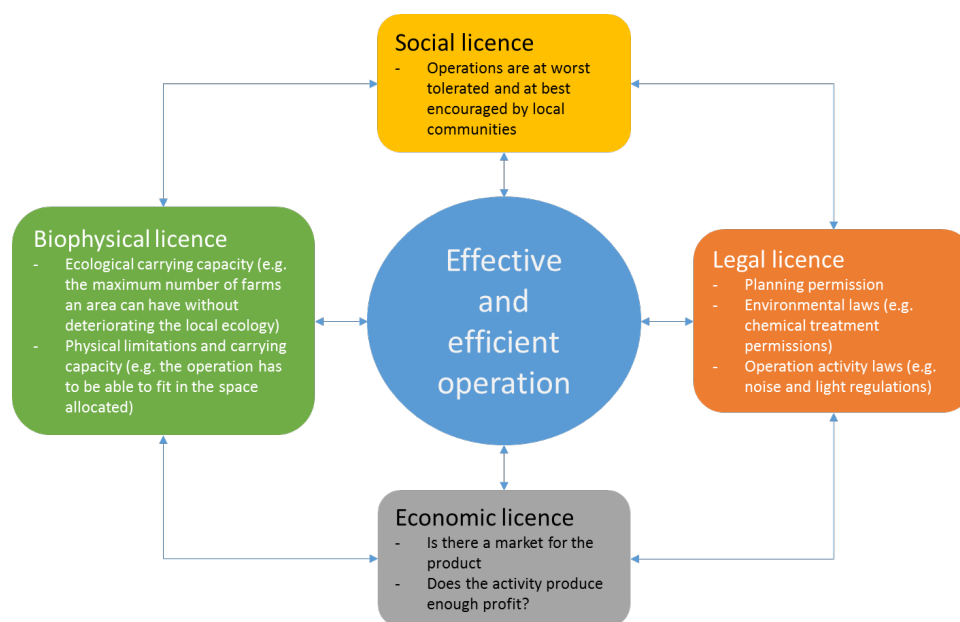 Social licence
- Operations are at worst
tolerated and at best
encouraged by local
communities
Biophysical licence
- Ecological carrying capacity (e.g.
the maximum number of farms
an area can have without
deteriorating the local ecology)
- Physical limitations and carrying
capacity (e.g. the operation has
to be able to fit in the space
allocated)
Effective
and
efficient
operation
Legal licence
- Planning permission
- Environmental laws (e.g.
chemical treatment
permissions)
- Operation activity laws (e.g.
noise and light regulations)
Economic licence
- Is there a market for the
product
- Does the activity produce
enough profit?